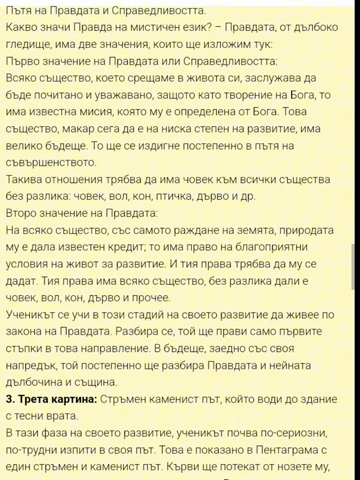 Пътя на Правдата и Справедливостта.
Какво значи Правда на мистичен език? – Правдата, от дълбоко
гледище, има две значения, които ще изложим тук:
Първо значение на Правдата или Справедливостта:
Всяко същество, което срещаме в живота си, заслужава да
бъде почитано и уважавано, защото като творение на Бога, то
има известна мисия, която му е определена от Бога. Това
същество, макар сега да е на ниска степен на развитие, има
велико бъдеще. То ще се издигне постепенно в пътя на
съвършенството.
Такива отношения трябва да има човек към всички същества
без разлика: човек, вол, кон, птичка, дърво и др.
Второ значение на Правдата:
На всяко същество, със самото раждане на земята, природата
му е дала известен кредит; то има право на благоприятни
условия на живот за развитие. И тия права трябва да му се
дадат. Тия права има всяко същество, без разлика дали е
човек, вол, кон, дърво и прочее.
Ученикът се учи в този стадий на своето развитие да живее по
закона на Правдата. Разбира се, той ще прави само първите
стъпки в това направление. В бъдеще, заедно със своя
напредък, той постепенно ще разбира Правдата и нейната
дълбочина и същина.
3. Трета картина: Стръмен каменист път, който води до здание
с тесни врата.
В тази фаза на своето развитие, ученикът почва по-сериозни,
по-трудни изпити в своя път. Това е показано в Пентаграма с
един стръмен и каменист път. Кърви ще потекат от нозете му,